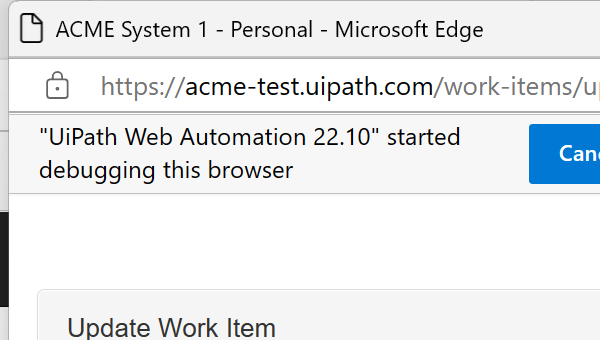 ACME System 1 - Personal - Microsoft Edge
https://acme-test.uipath.com/work-items/u
"UiPath Web Automation 22.10" started
debugging this browser
Can
Update Work Item